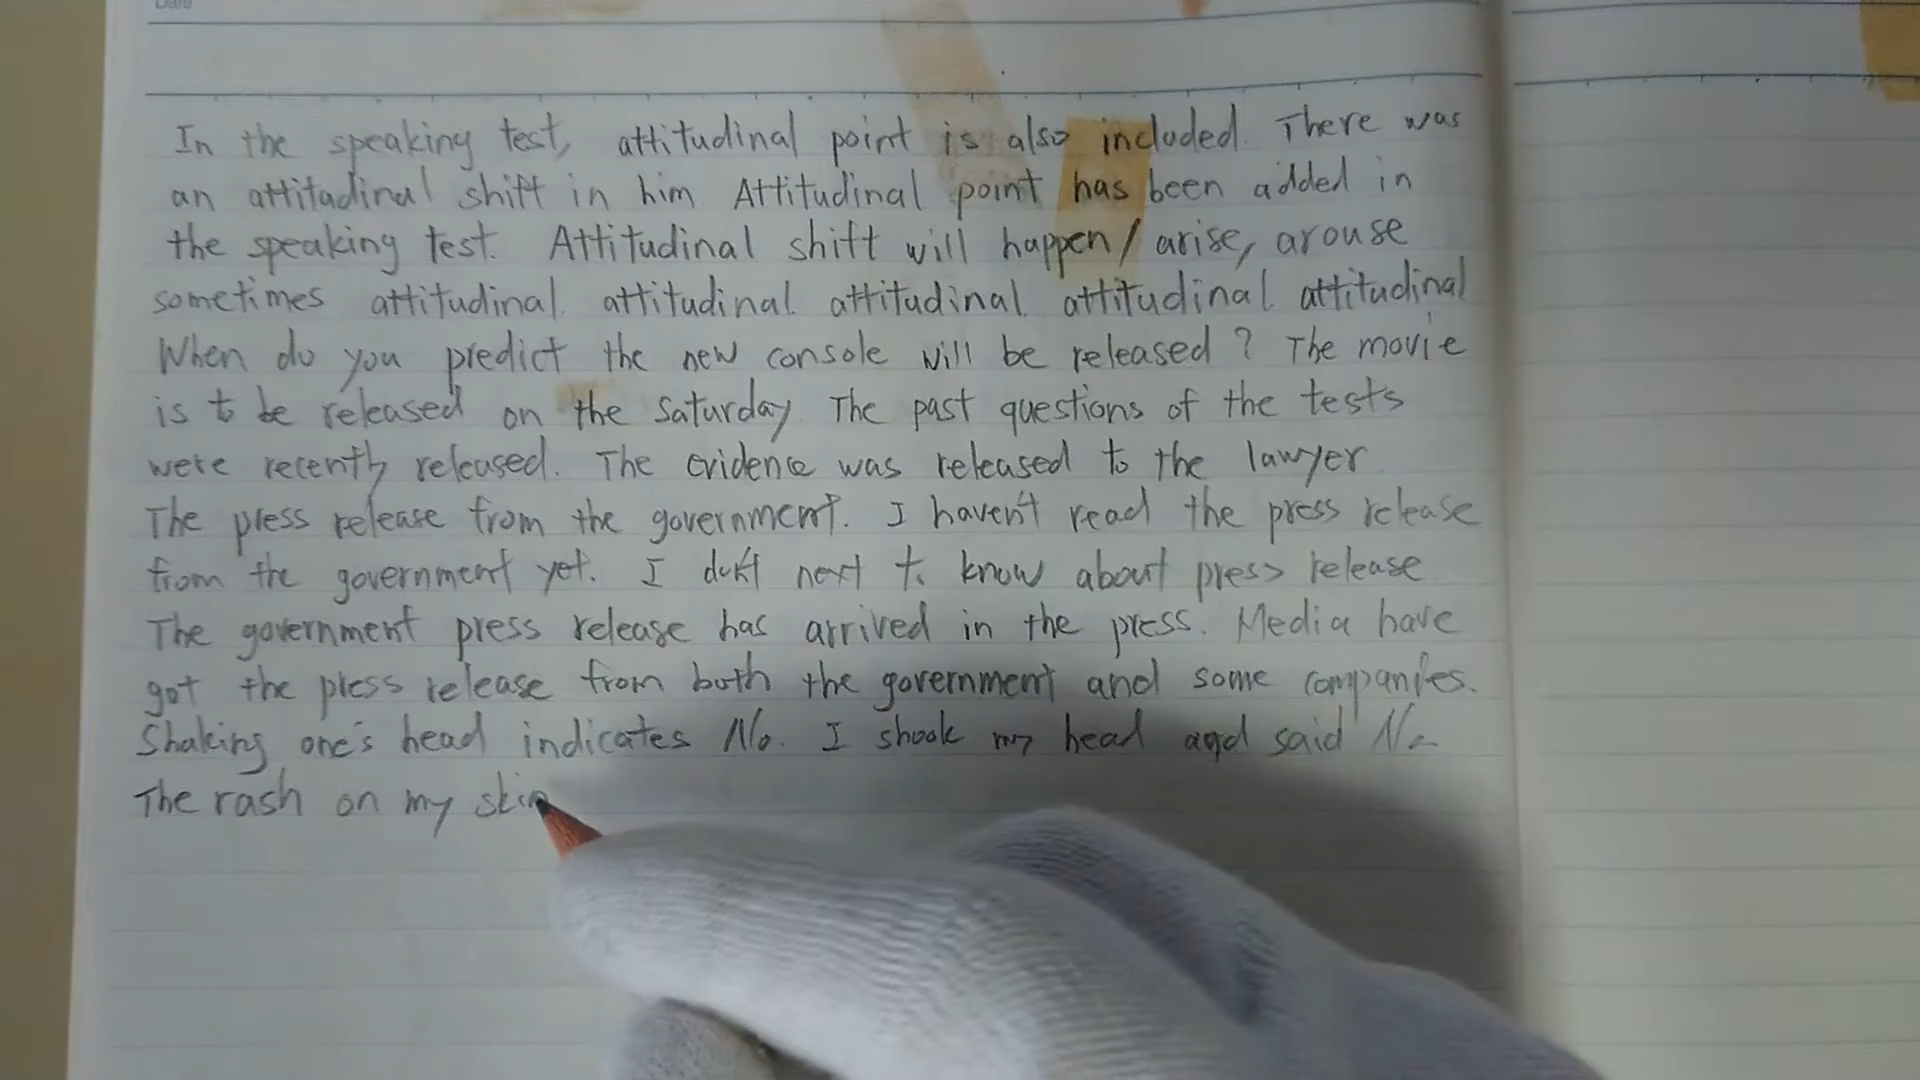 Date
In the speaking test, attitudinal point is also included. There was
an attitadinal shift in him Attitudinal point has been added in
the speaking test. Attitudinal shift will happen / arise, arouse
sometimes attitudinal. attitudinal. attitudinal. attitudinal. attitudinal
When do you predict the new console will be released? The movie
is to be released on the Saturday. The past questions of the tests
were recently released. The evidence was released to the lawyer.
The press release from the government. I haven't read the press release
from the government yet. I to know about press release
The government press release has arrived in the press. Media have
got the press release from both the government and some companies.
Shaking one's head indicates No. I shook my head and said No
The rash on my skin